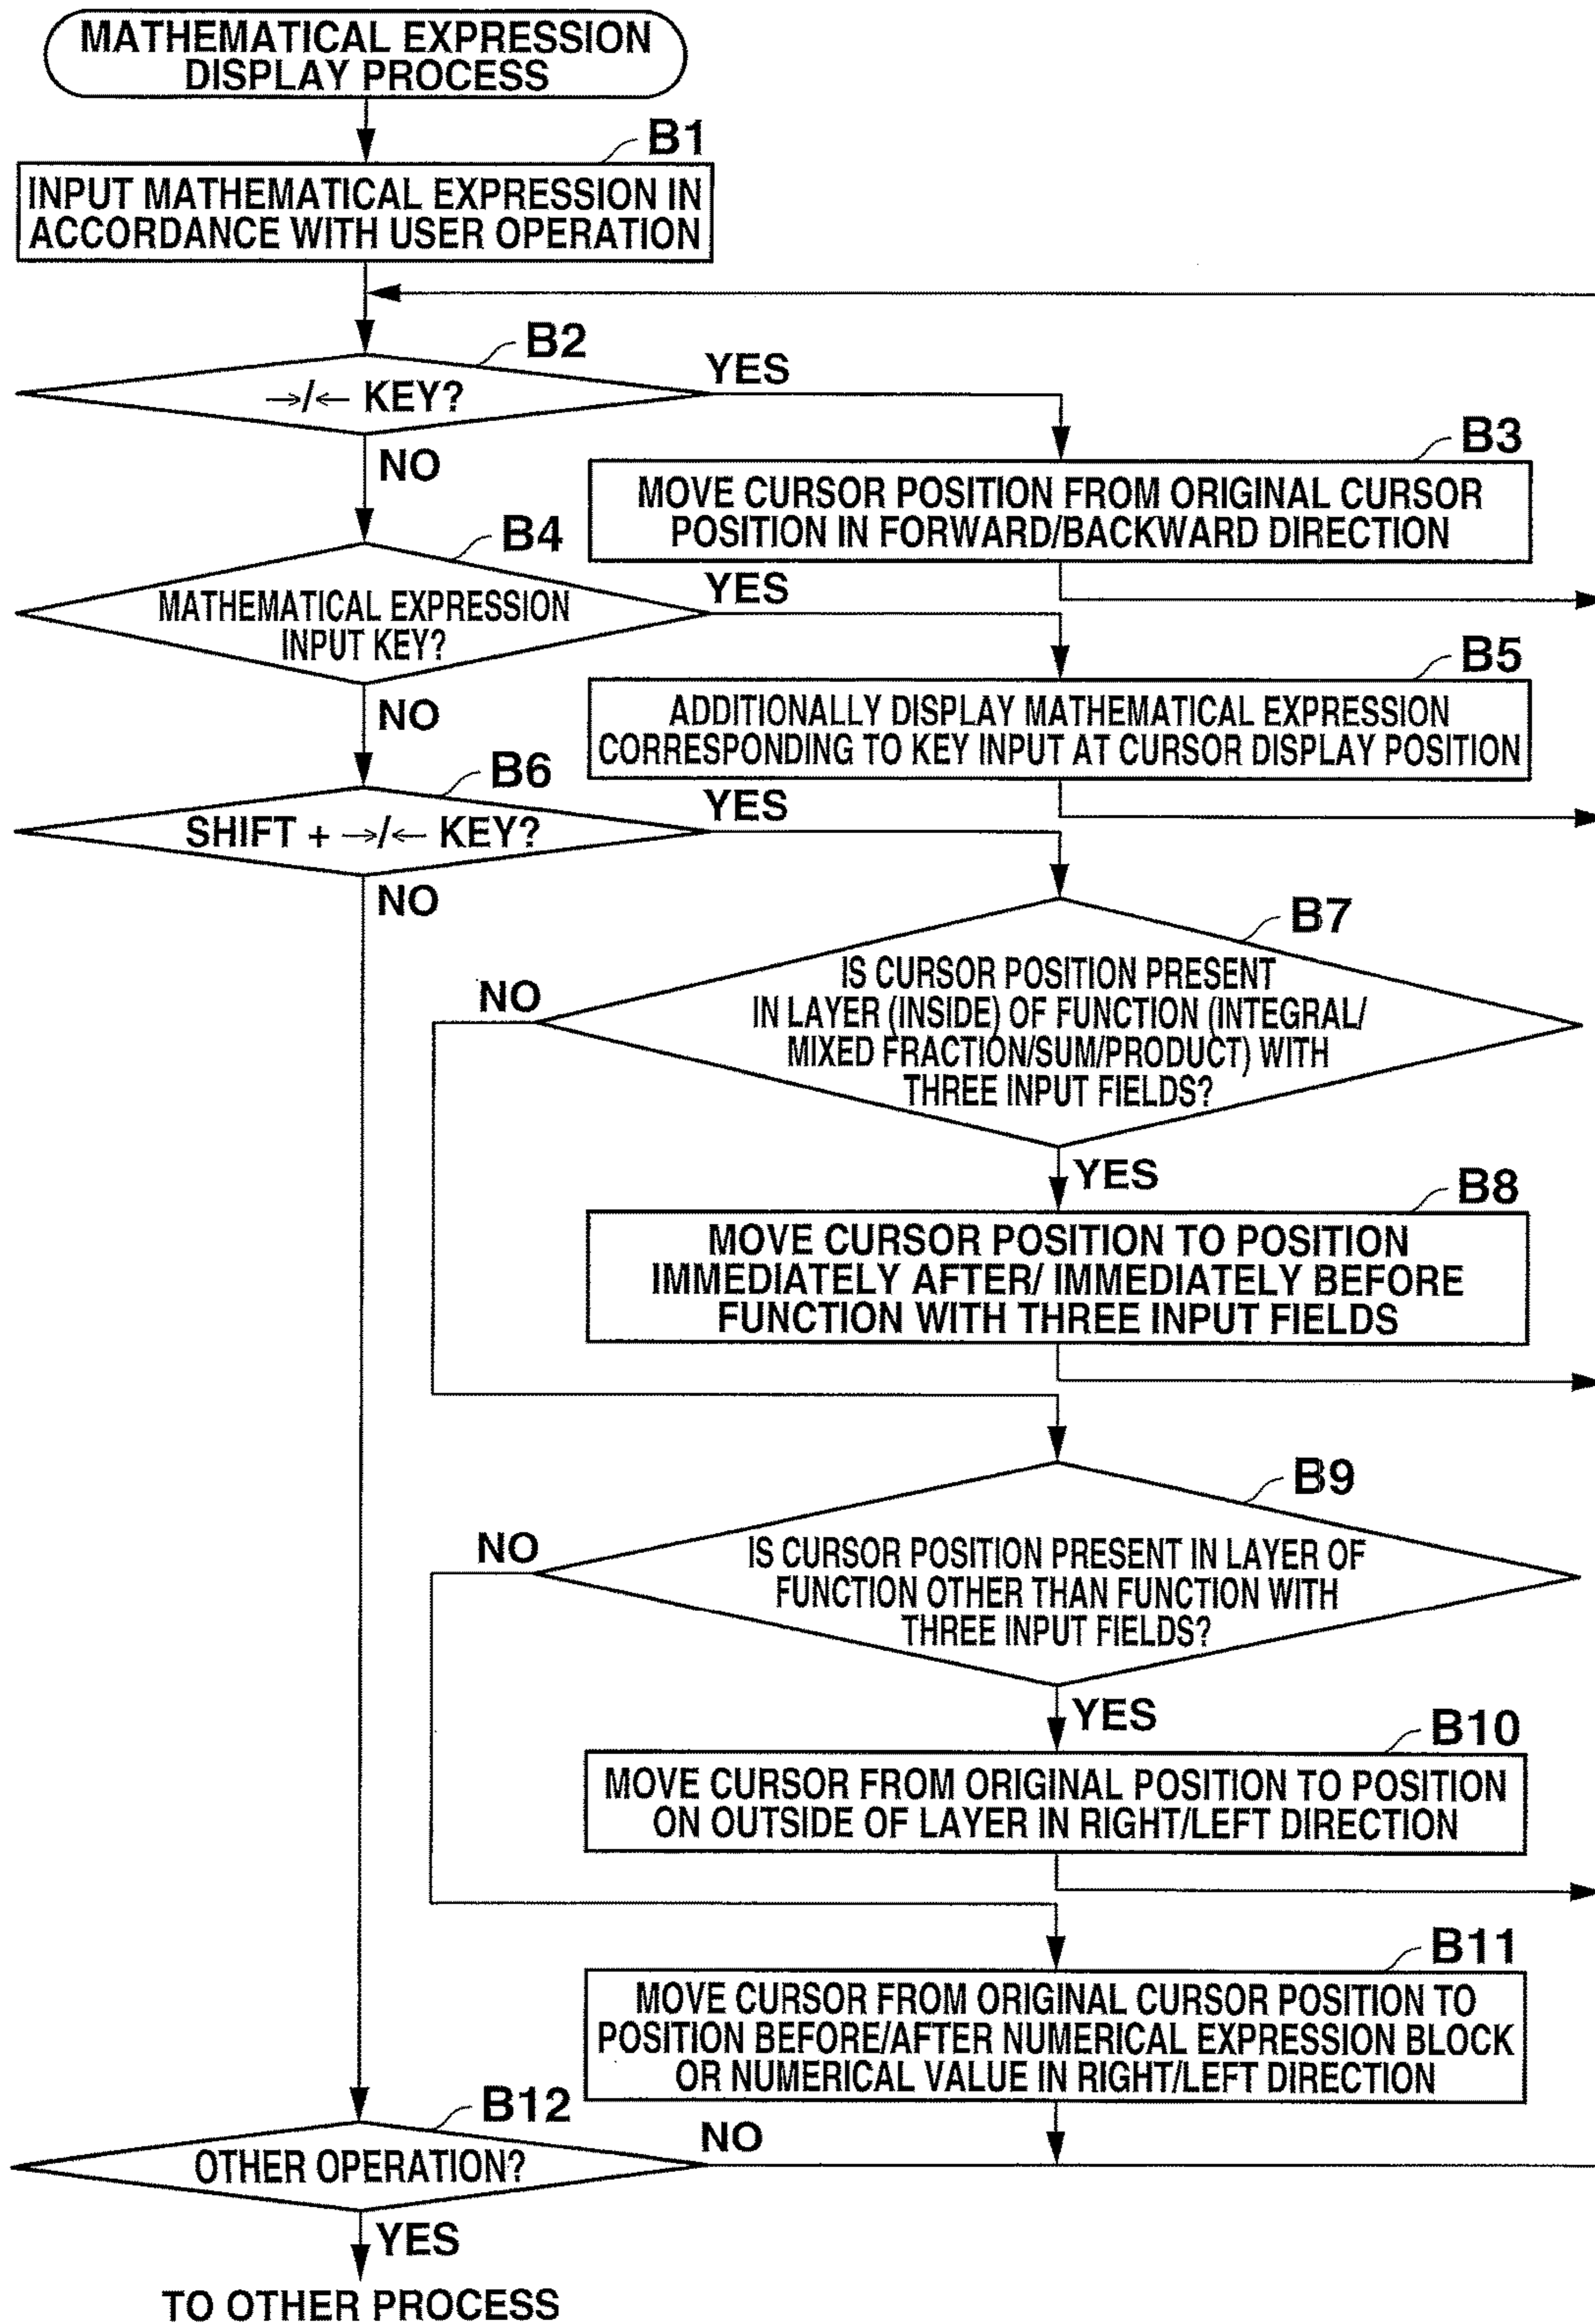 MATHEMATICAL EXPRESSION
DISPLAY PROCESS
B1
INPUT MATHEMATICAL EXPRESSION IN
ACCORDANCE WITH USER OPERATION
B2
→/← KEY?
YES
NO
B3
MOVE CURSOR POSITION FROM ORIGINAL CURSOR
POSITION IN FORWARD/BACKWARD DIRECTION
B4
MATHEMATICAL EXPRESSION
INPUT KEY?
YES
NO
B5
ADDITIONALLY DISPLAY MATHEMATICAL EXPRESSION
CORRESPONDING TO KEY INPUT AT CURSOR DISPLAY POSITION
B6
SHIFT + →/← KEY?
YES
NO
B7
IS CURSOR POSITION PRESENT
IN LAYER (INSIDE) OF FUNCTION (INTEGRAL/
MIXED FRACTION/SUM/PRODUCT) WITH
THREE INPUT FIELDS?
NO
YES
B8
MOVE CURSOR POSITION TO POSITION
IMMEDIATELY AFTER/ IMMEDIATELY BEFORE
FUNCTION WITH THREE INPUT FIELDS
B9
IS CURSOR POSITION PRESENT IN LAYER OF
FUNCTION OTHER THAN FUNCTION WITH
THREE INPUT FIELDS?
NO
YES
B10
MOVE CURSOR FROM ORIGINAL POSITION TO POSITION
ON OUTSIDE OF LAYER IN RIGHT/LEFT DIRECTION
B11
MOVE CURSOR FROM ORIGINAL CURSOR POSITION TO
POSITION BEFORE/AFTER NUMERICAL EXPRESSION BLOCK
OR NUMERICAL VALUE IN RIGHT/LEFT DIRECTION
B12
OTHER OPERATION?
NO
YES
TO OTHER PROCESS